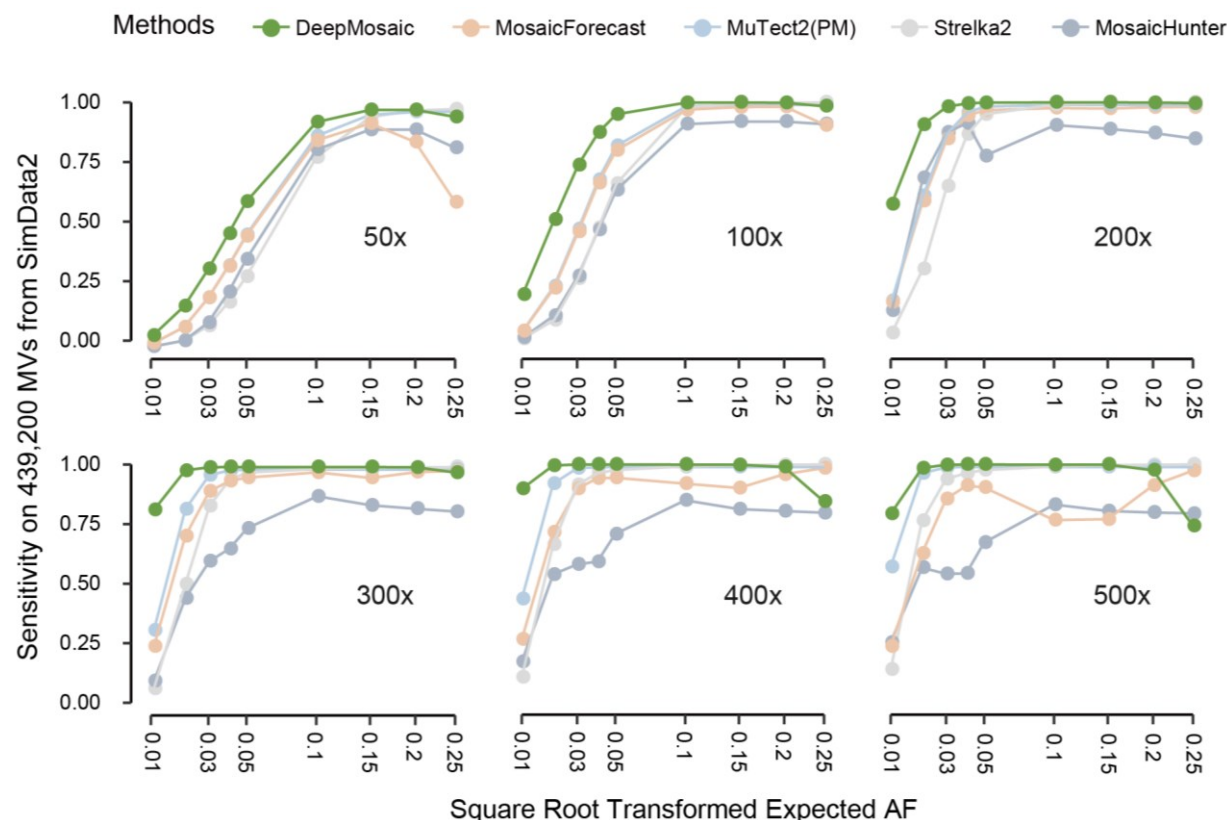 Methods DeepMosaic MosaicForecast MuTect2(PM) Strelka2 MosaicHunter
Sensitivity on 439,200 MVs from SimData2
1.00
0.75
0.50
0.25
0.00
50x
100x
200x
0.01 0.03 0.05 0.1 0.15 0.2 0.25
0.01 0.03 0.05 0.1 0.15 0.2 0.25
0.01 0.03 0.05 0.1 0.15 0.2 0.25
1.00
0.75
0.50
0.25
0.00
300x
400x
500x
0.01 0.03 0.05 0.1 0.15 0.2 0.25
0.01 0.03 0.05 0.1 0.15 0.2 0.25
0.01 0.03 0.05 0.1 0.15 0.2 0.25
Square Root Transformed Expected AF